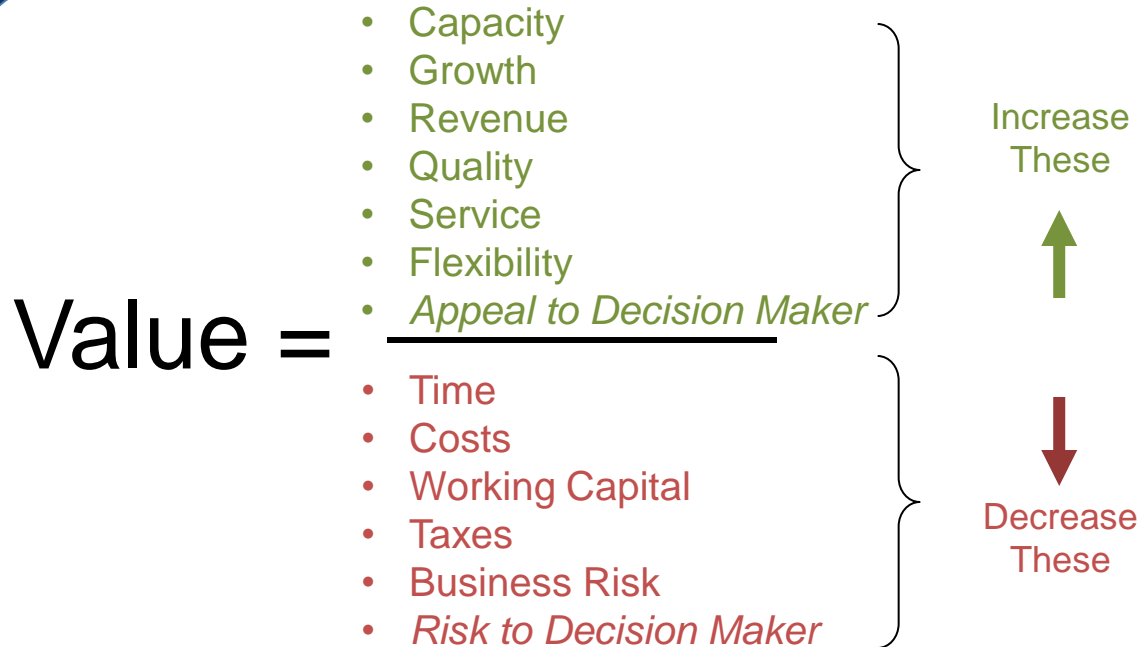 • Capacity
• Growth
• Revenue
• Quality
• Service
• Flexibility
• Appeal to Decision Maker
Increase
These
Value =
• Time
• Costs
• Working Capital
• Taxes
• Business Risk
• Risk to Decision Maker
Decrease
These